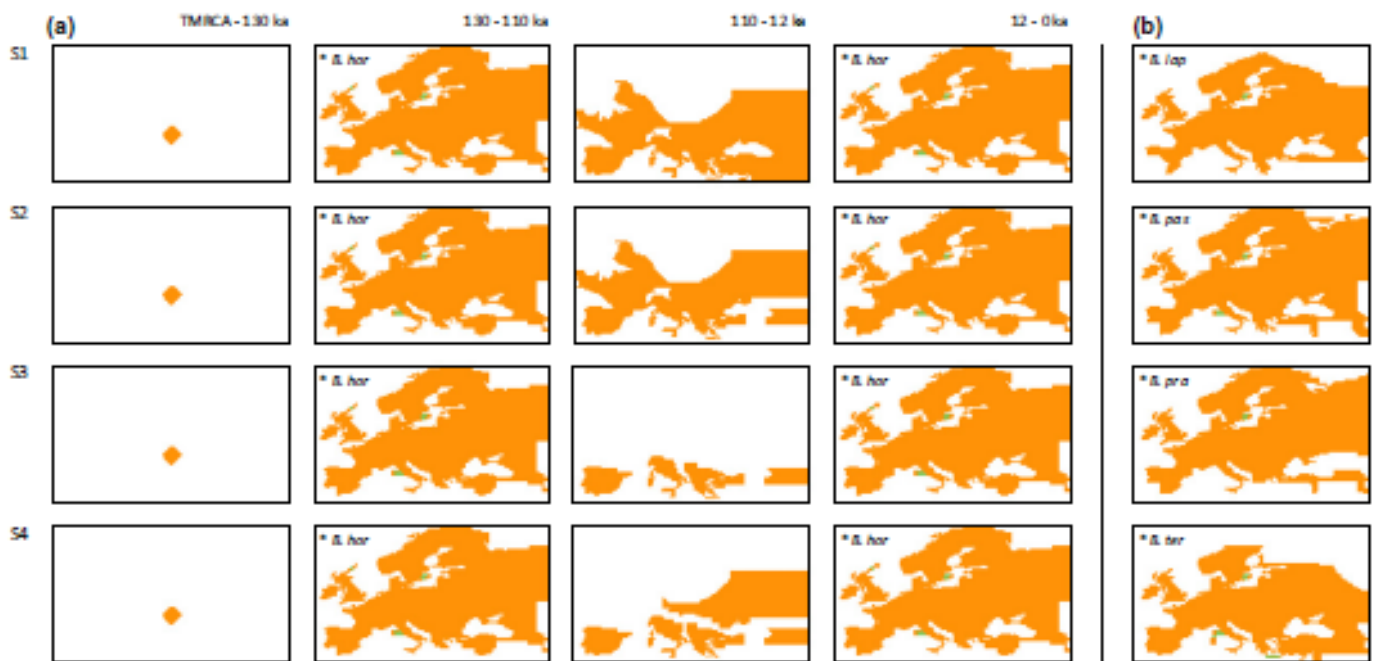 (a) TMRCA - 130 ka 130 - 110 ka 110 - 12 ka 12 - 0 ka (b)
S1 * B. hor * B. hor * B. lap
S2 * B. hor * B. hor * B. pas
S3 * B. hor * B. hor * B. pra
S4 * B. hor * B. hor * B. ter